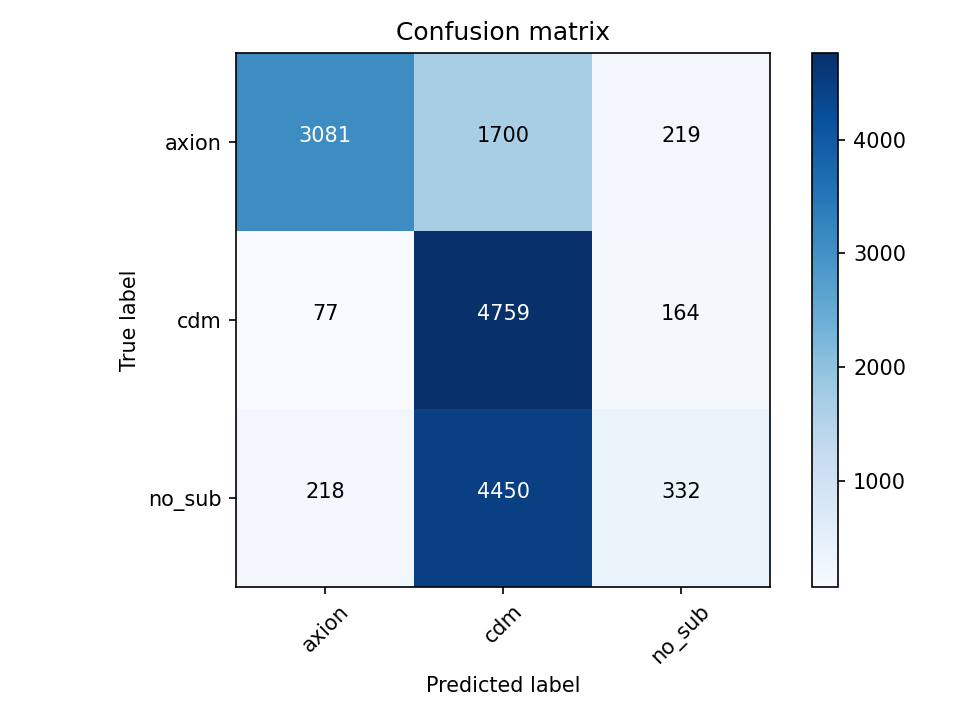 Confusion matrix
axion 3081 1700 219
cdm 77 4759 164
no_sub 218 4450 332
axion cdm no_sub
Predicted label
True label
4000
3000
2000
1000